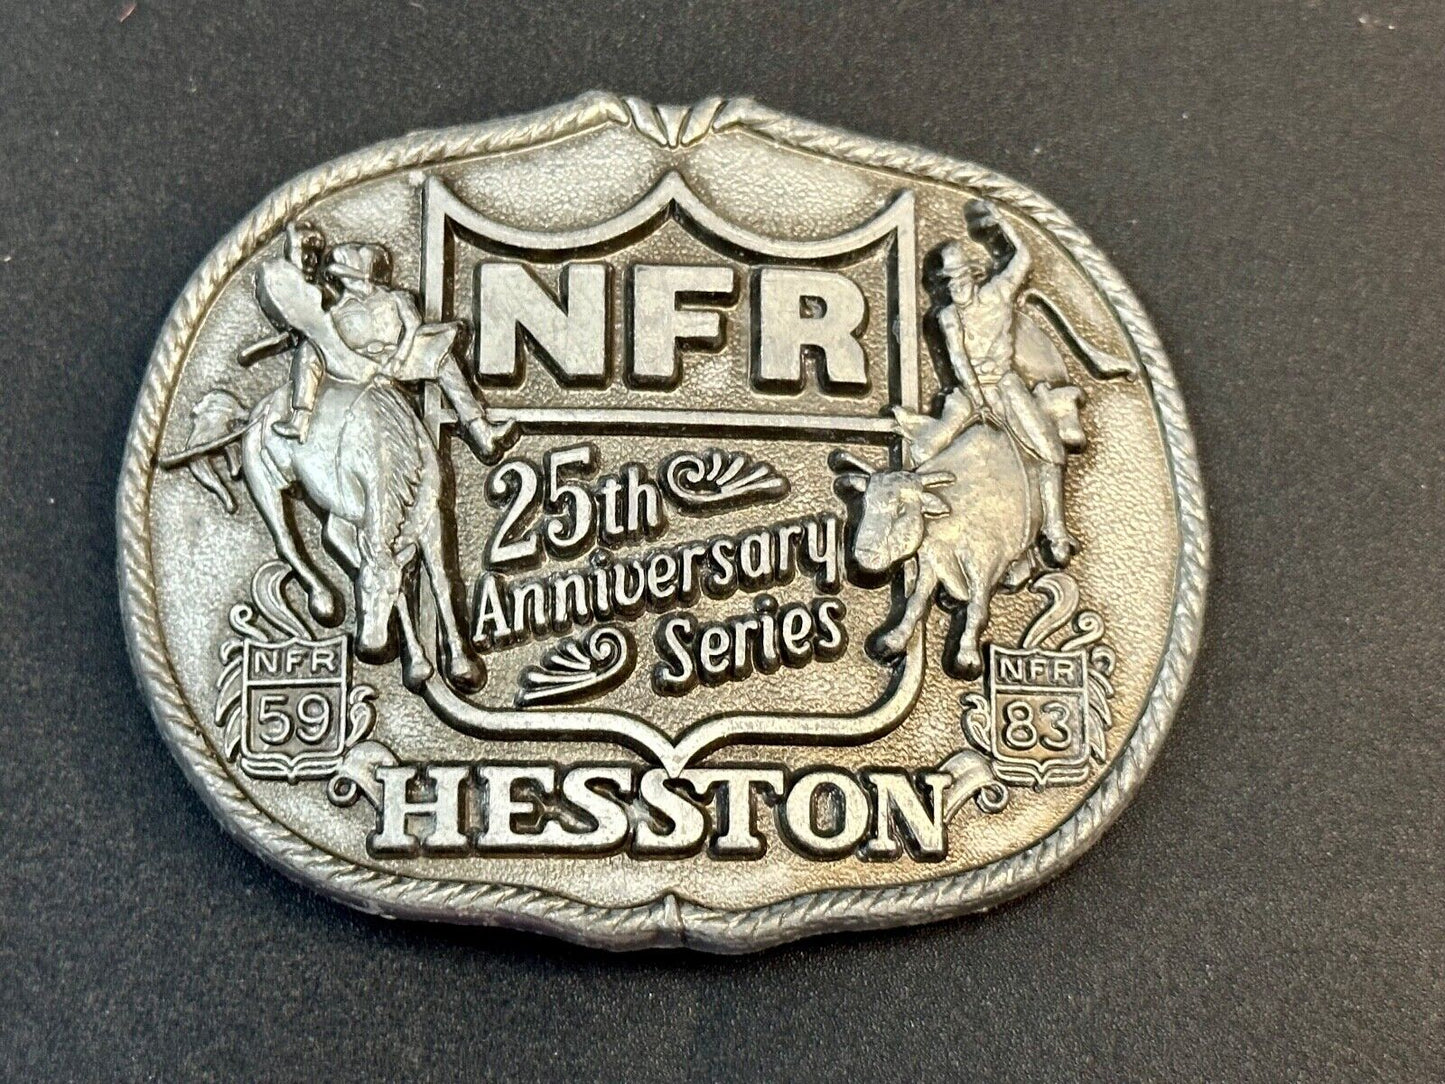 NFR
25th
Anniversary
Series
NFR
59
NFR
83
HESSTON